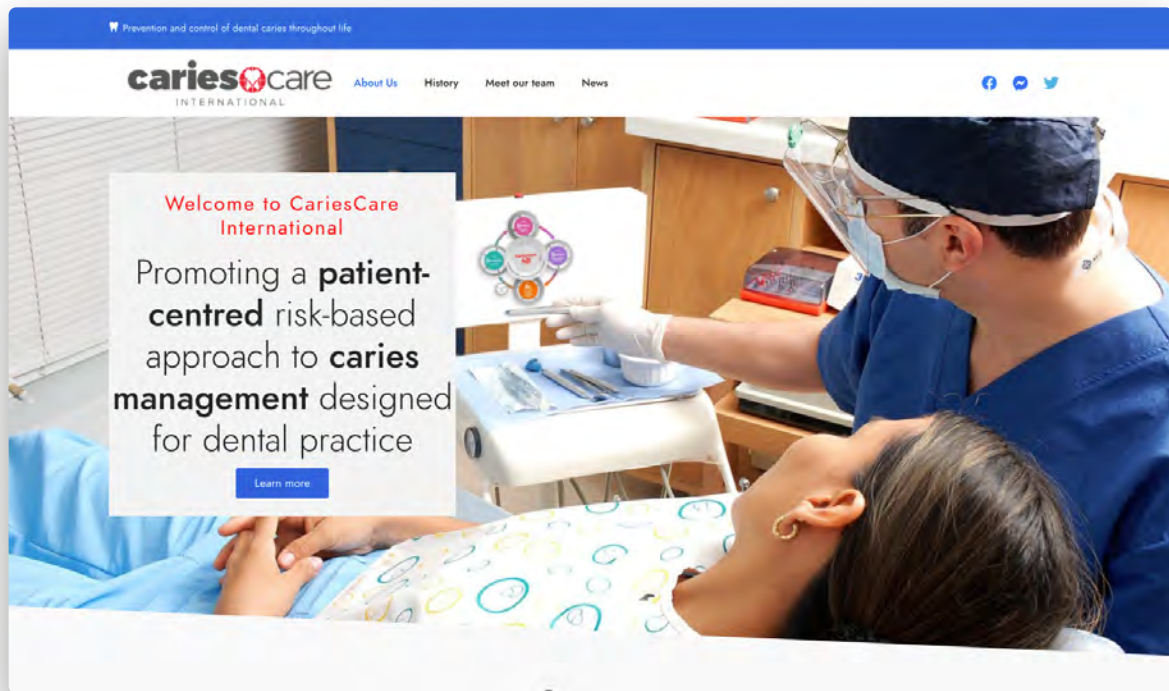 Prevention and control of dental caries throughout life
caries care
INTERNATIONAL
About Us
History
Meet our team
News
Welcome to CariesCare
International
Promoting a patient-
centred risk-based
approach to caries
management designed
for dental practice
Learn more